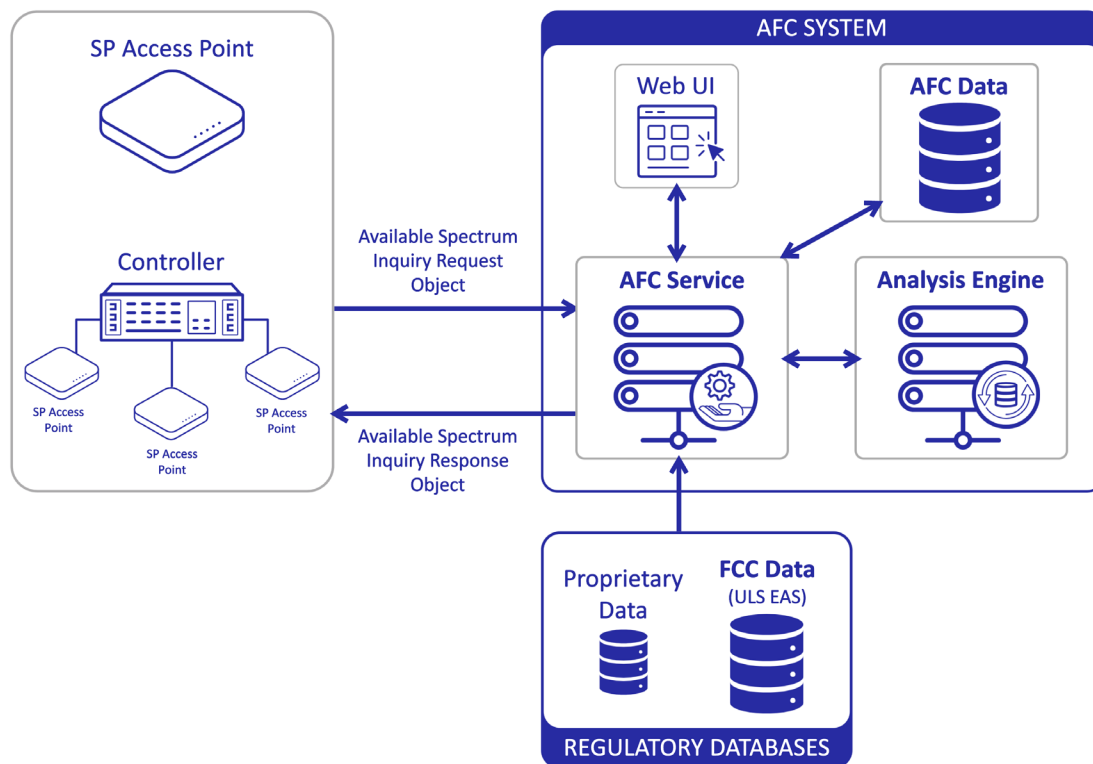 SP Access Point
Controller
SP Access
Point
SP Access
Point
SP Access
Point
Available Spectrum
Inquiry Request
Object
Available Spectrum
Inquiry Response
Object
AFC SYSTEM
Web UI
AFC Data
AFC Service
Analysis Engine
Proprietary
Data
FCC Data
(ULS EAS)
REGULATORY DATABASES